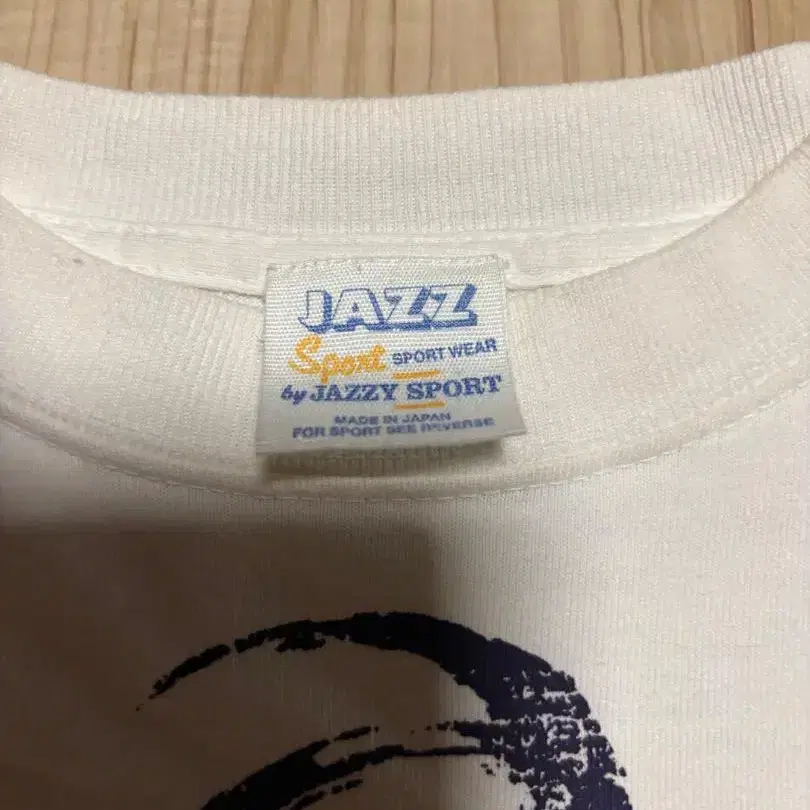 JAZZ
Sport SPORT WEAR
by JAZZY SPORT
MADE IN JAPAN
FOR SPORT SEE REVERSE